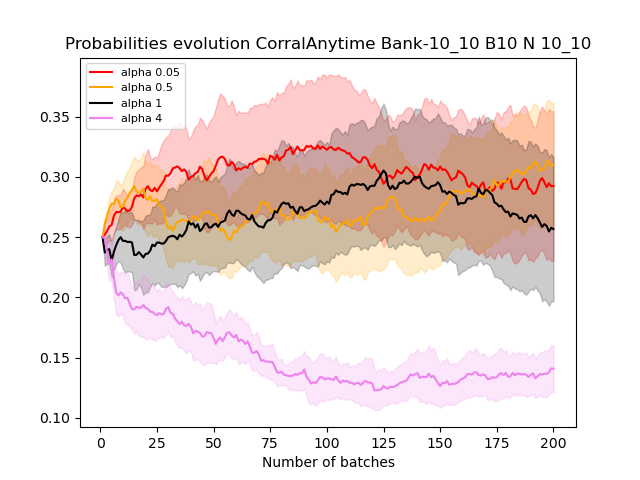 Probabilities evolution CorralAnytime Bank-10_10 B10 N 10_10
alpha 0.05
alpha 0.5
alpha 1
alpha 4
0.35
0.30
0.25
0.20
0.15
0.10
0 25 50 75 100 125 150 175 200
Number of batches